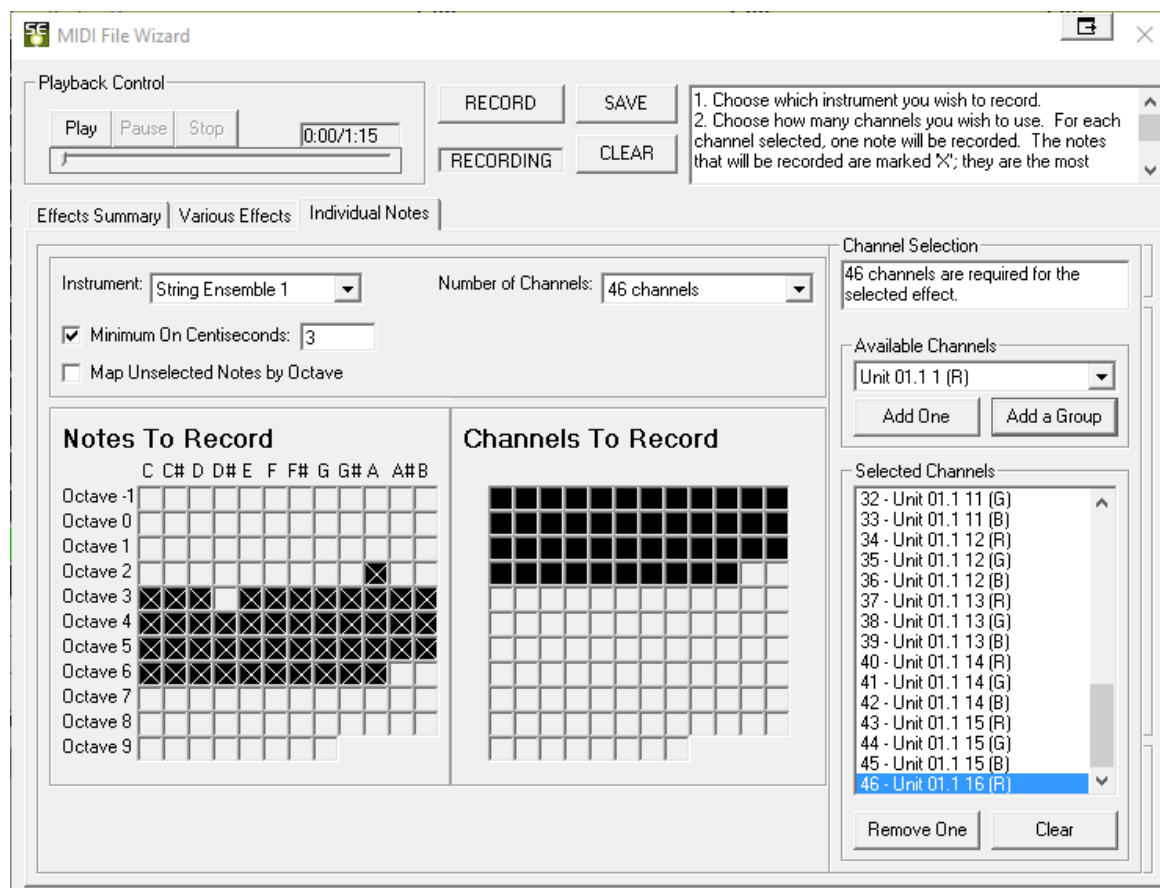 SE MIDI File Wizard
Playback Control
Play Pause Stop 0:00/1:15
RECORD SAVE
RECORDING CLEAR
1. Choose which instrument you wish to record.
2. Choose how many channels you wish to use. For each
channel selected, one note will be recorded. The notes
that will be recorded are marked 'X'; they are the most
Effects Summary Various Effects Individual Notes
Instrument: String Ensemble 1 Number of Channels: 46 channels
Minimum On Centiseconds: 3
Map Unselected Notes by Octave
Notes To Record
C C# D D# E F F# G G# A A# B
Octave -1
Octave 0
Octave 1
Octave 2
Octave 3
Octave 4
Octave 5
Octave 6
Octave 7
Octave 8
Octave 9
Channels To Record
Channel Selection
46 channels are required for the
selected effect.
Available Channels
Unit 01.1 1 (R)
Add One Add a Group
Selected Channels
32 - Unit 01.1 11 (G)
33 - Unit 01.1 11 (B)
34 - Unit 01.1 12 (R)
35 - Unit 01.1 12 (G)
36 - Unit 01.1 12 (B)
37 - Unit 01.1 13 (R)
38 - Unit 01.1 13 (G)
39 - Unit 01.1 13 (B)
40 - Unit 01.1 14 (R)
41 - Unit 01.1 14 (G)
42 - Unit 01.1 14 (B)
43 - Unit 01.1 15 (R)
44 - Unit 01.1 15 (G)
45 - Unit 01.1 15 (B)
46 - Unit 01.1 16 (R)
Remove One Clear